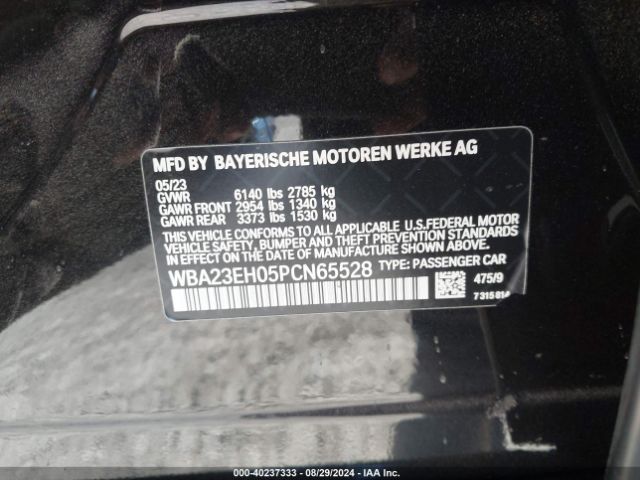 MFD BY BAYERISCHE MOTOREN WERKE AG
05/23
GVWR 6140 lbs 2785 kg
GAWR FRONT 2954 lbs 1340 kg
GAWR REAR 3373 lbs 1530 kg
THIS VEHICLE CONFORMS TO ALL APPLICABLE U.S.FEDERAL MOTOR
VEHICLE SAFETY, BUMPER AND THEFT PREVENTION STANDARDS
IN EFFECT ON THE DATE OF MANUFACTURE SHOWN ABOVE.
WBA23EH05PCN65528 TYPE: PASSENGER CAR
475/9
7 315 814
000-40237333 - 08/29/2024 - IAA Inc.